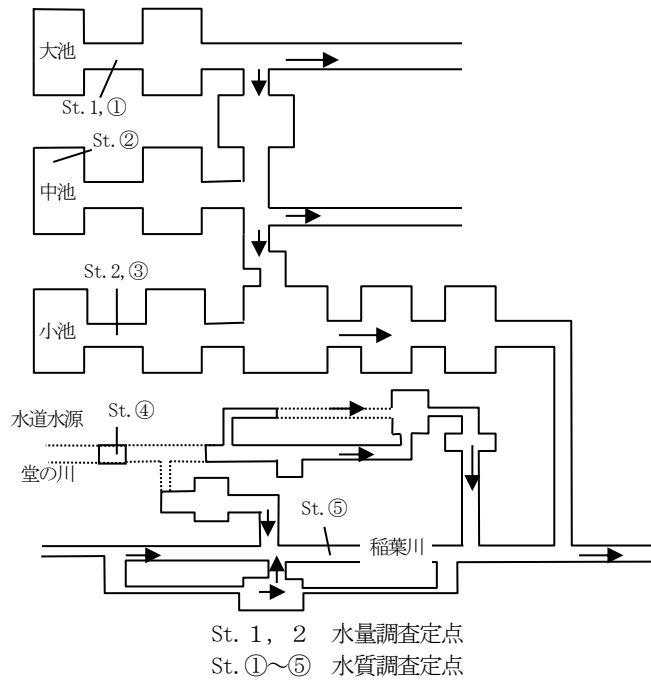 大池
St. 1, ①
St. ②
中池
St. 2, ③
小池
水道水源
St. ④
堂の川
St. ⑤
稲葉川
St. 1, 2 水量調査定点
St. ①~⑤ 水質調査定点